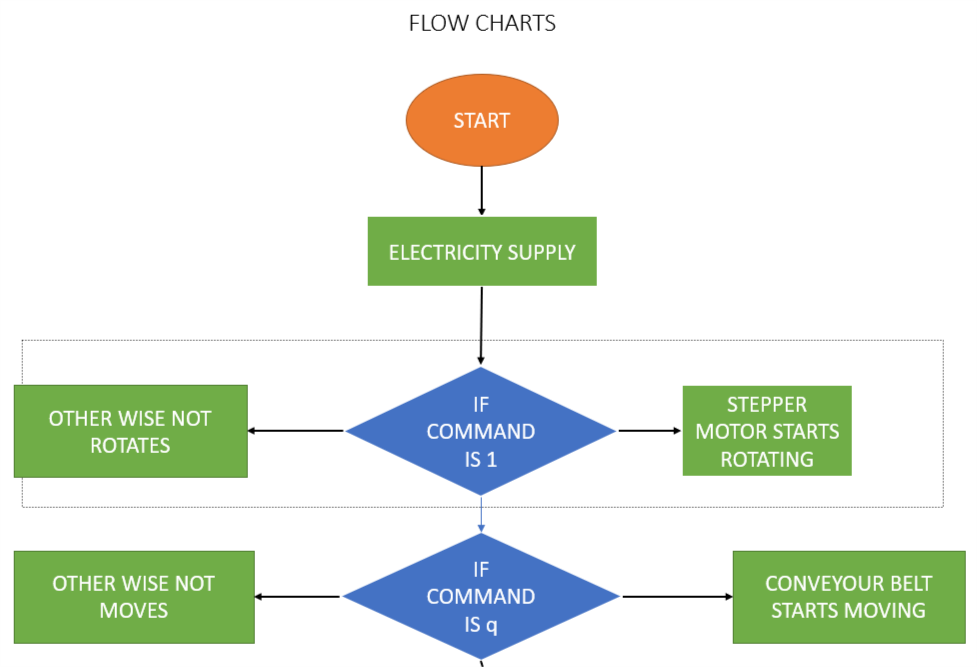 FLOW CHARTS
START
ELECTRICITY SUPPLY
OTHER WISE NOT
ROTATES
IF
COMMAND
IS 1
STEPPER
MOTOR STARTS
ROTATING
OTHER WISE NOT
MOVES
IF
COMMAND
IS q
CONVEYOUR BELT
STARTS MOVING